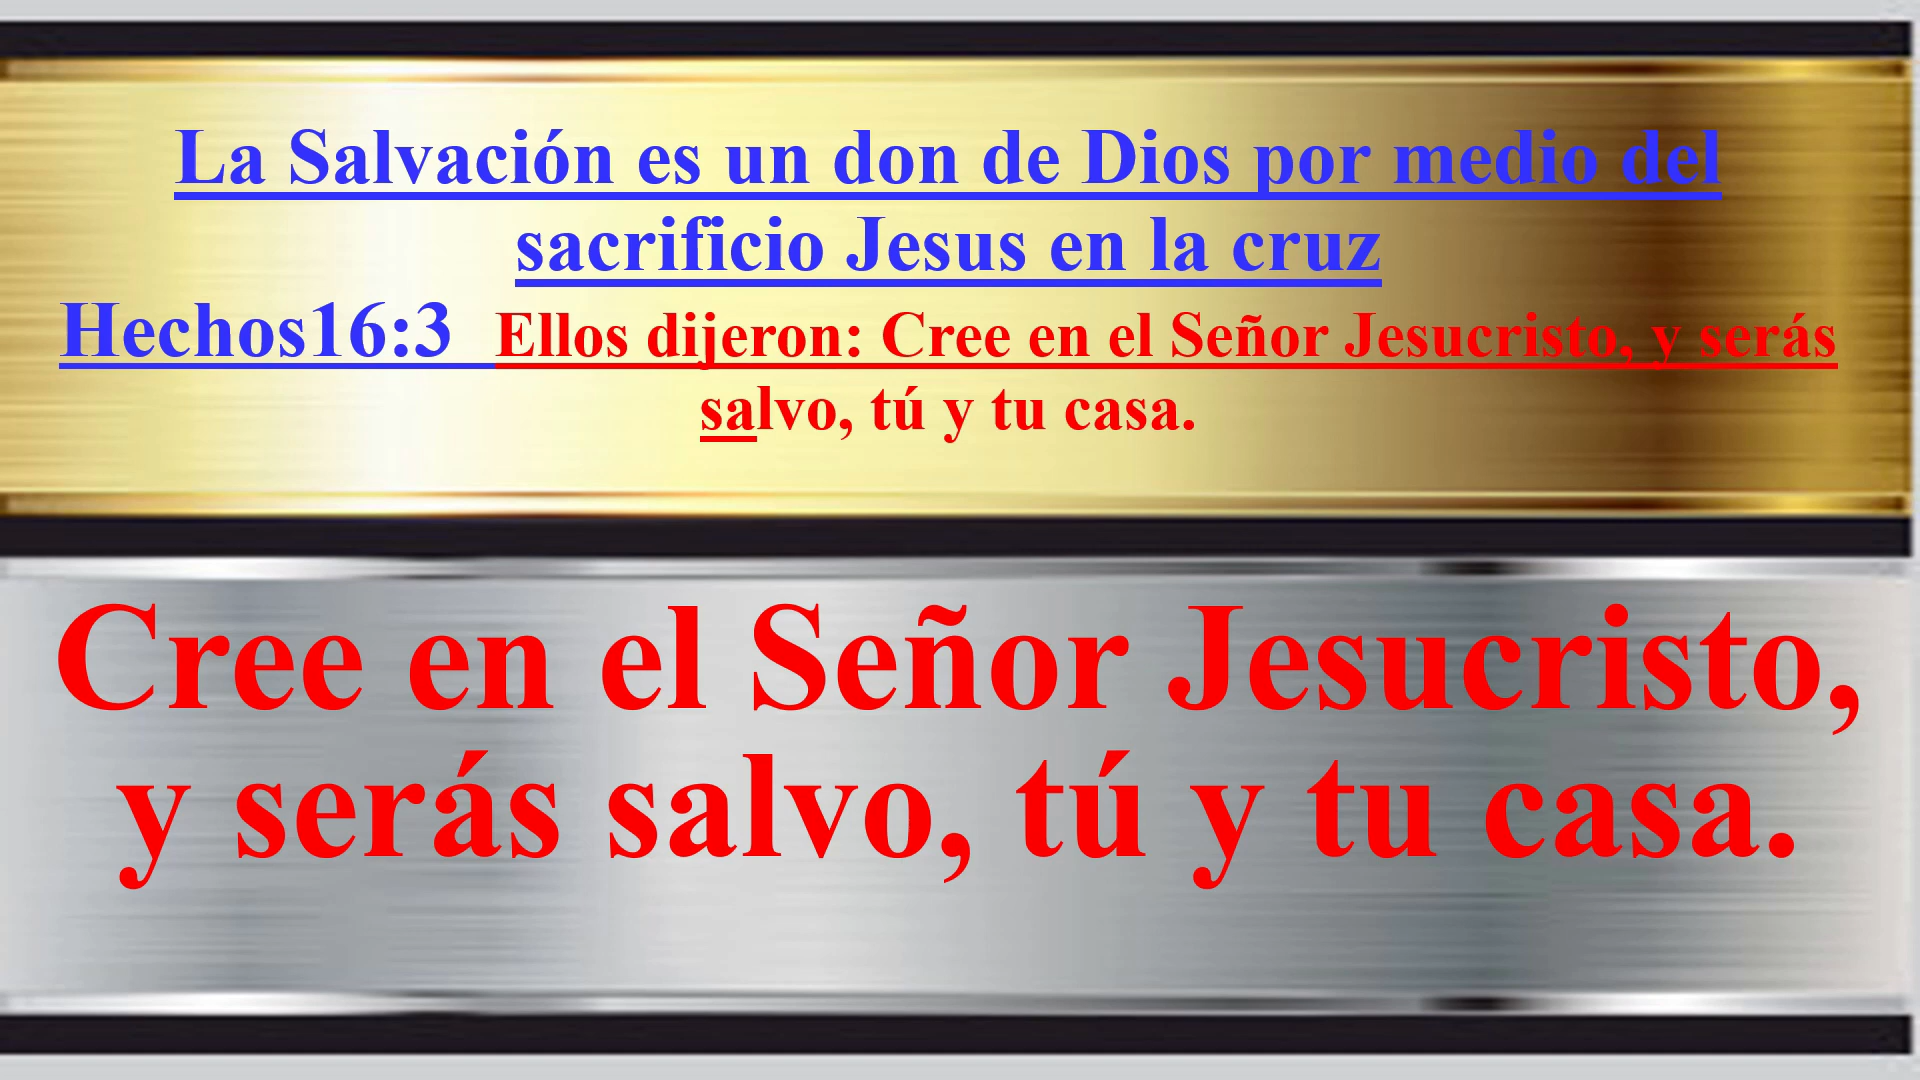 La Salvación es un don de Dios por medio del
sacrificio Jesus en la cruz
Hechos16:3 Ellos dijeron: Cree en el Señor Jesucristo, y serás
salvo, tú y tu casa.
Cree en el Señor Jesucristo,
y serás salvo, tú y tu casa.